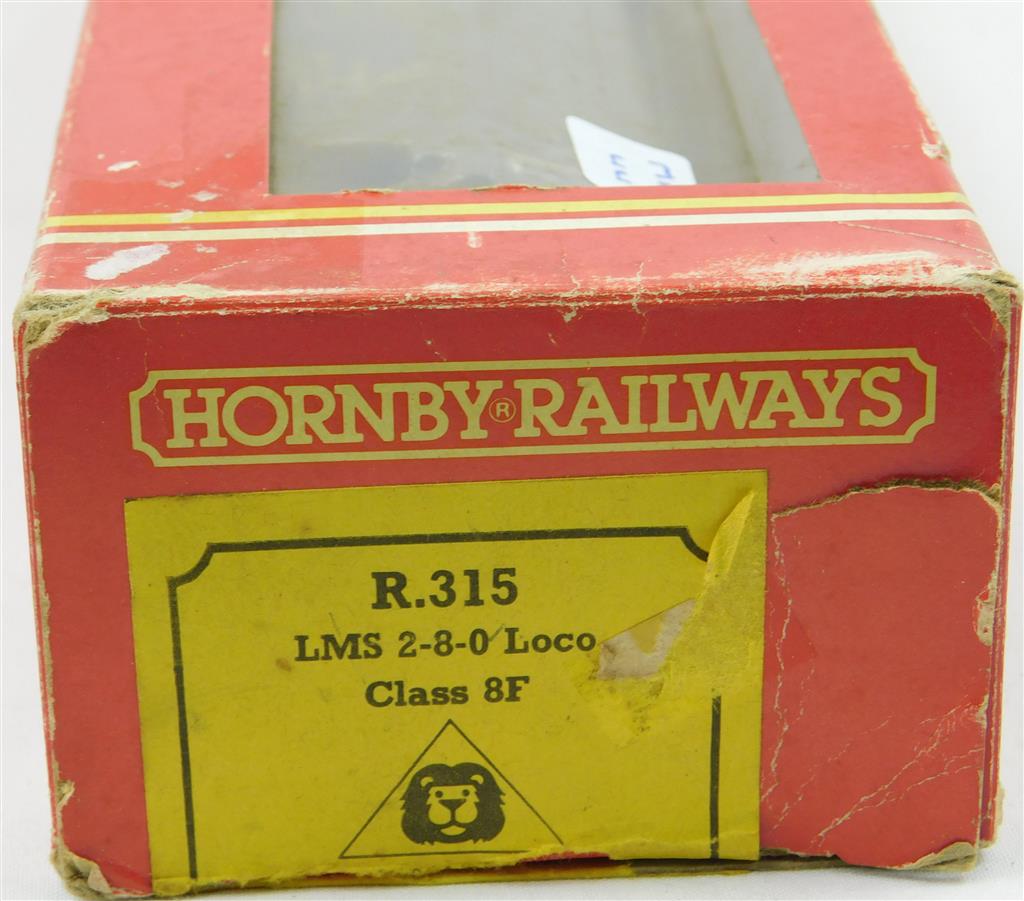 HORNBY® RAILWAYS
R.315
LMS 2-8-0 Loco
Class 8F